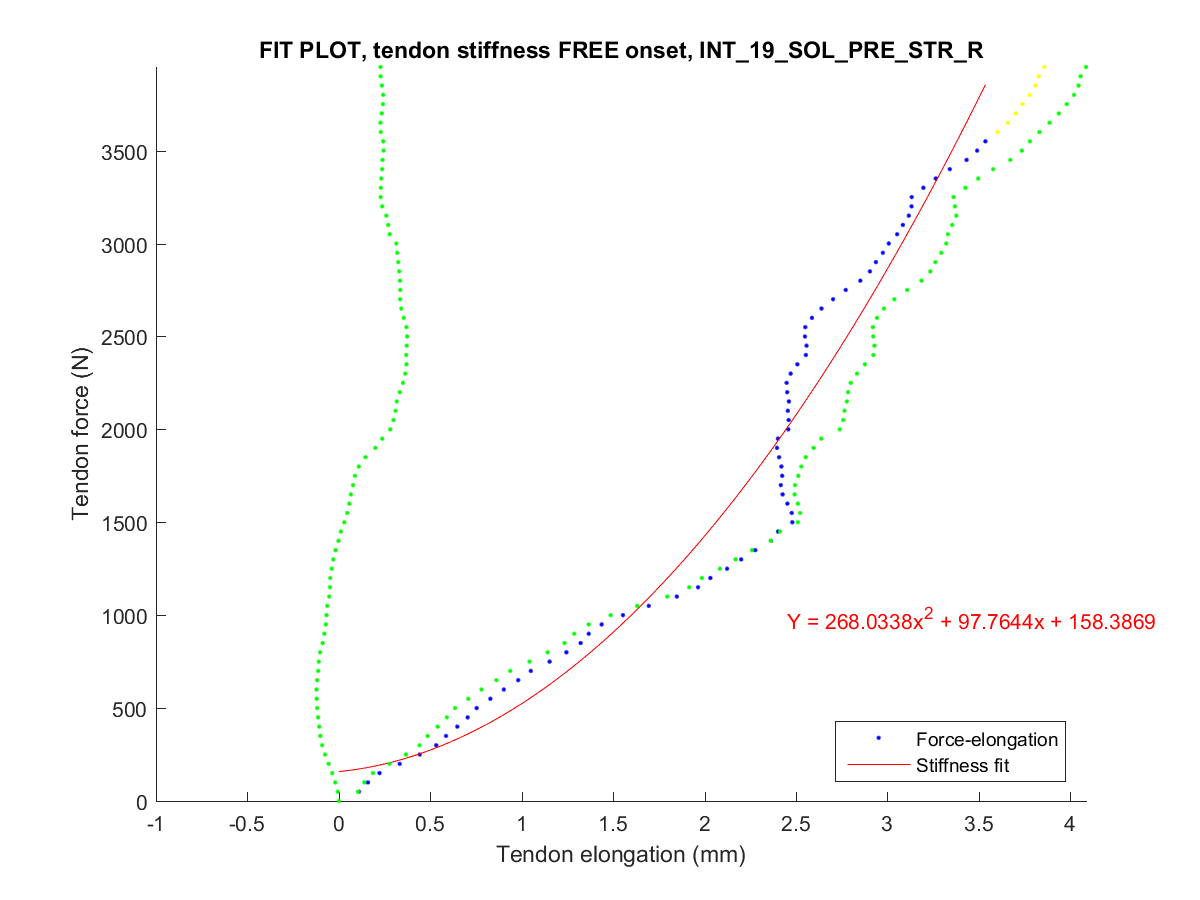 FIT PLOT, tendon stiffness FREE onset, INT_19_SOL_PRE_STR_R
Tendon force (N)
3500
3000
2500
2000
1500
1000
500
0
Y = 268.0338x² + 97.7644x + 158.3869
Force-elongation
Stiffness fit
-1 -0.5 0 0.5 1 1.5 2 2.5 3 3.5 4
Tendon elongation (mm)